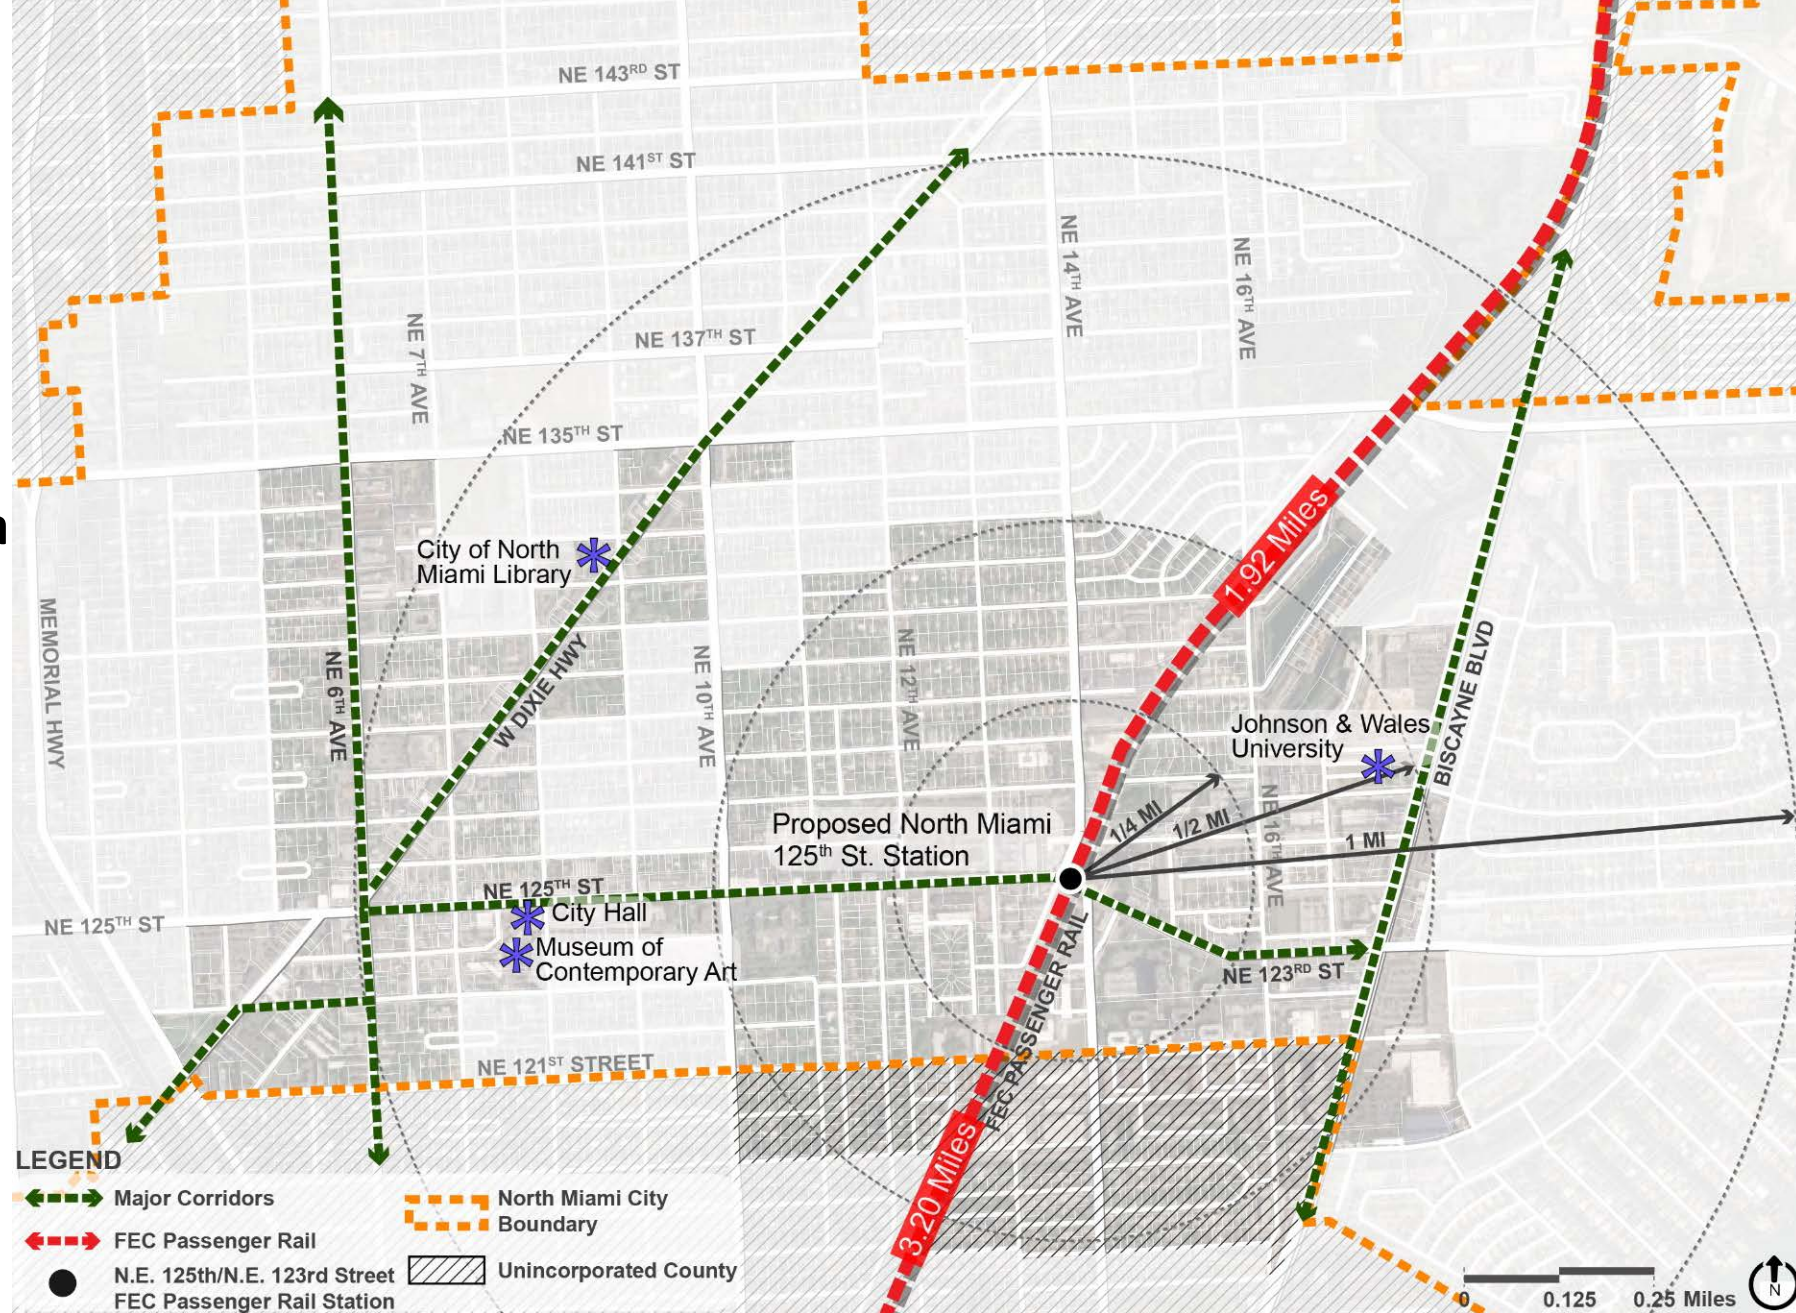 NE 143RD ST
NE 141ST ST
NE 14TH AVE
NE 16TH AVE
NE 7TH AVE
NE 137TH ST
NE 135TH ST
1.92 Miles
City of North
Miami Library
MEMORIAL HWY
NE 6TH AVE
W DIXIE HWY
NE 10TH AVE
NE 12TH AVE
BISCAYNE BLVD
Johnson & Wales
University
Proposed North Miami
125th St. Station
1/4 MI
1/2 MI
1 MI
NE 16TH AVE
NE 125TH ST
NE 125TH ST
City Hall
Museum of
Contemporary Art
FEC PASSENGER RAIL
NE 123RD ST
NE 121ST STREET
3.20 Miles
LEGEND
Major Corridors
FEC Passenger Rail
N.E. 125th/N.E. 123rd Street
FEC Passenger Rail Station
North Miami City
Boundary
Unincorporated County
0 0.125 0.25 Miles
N